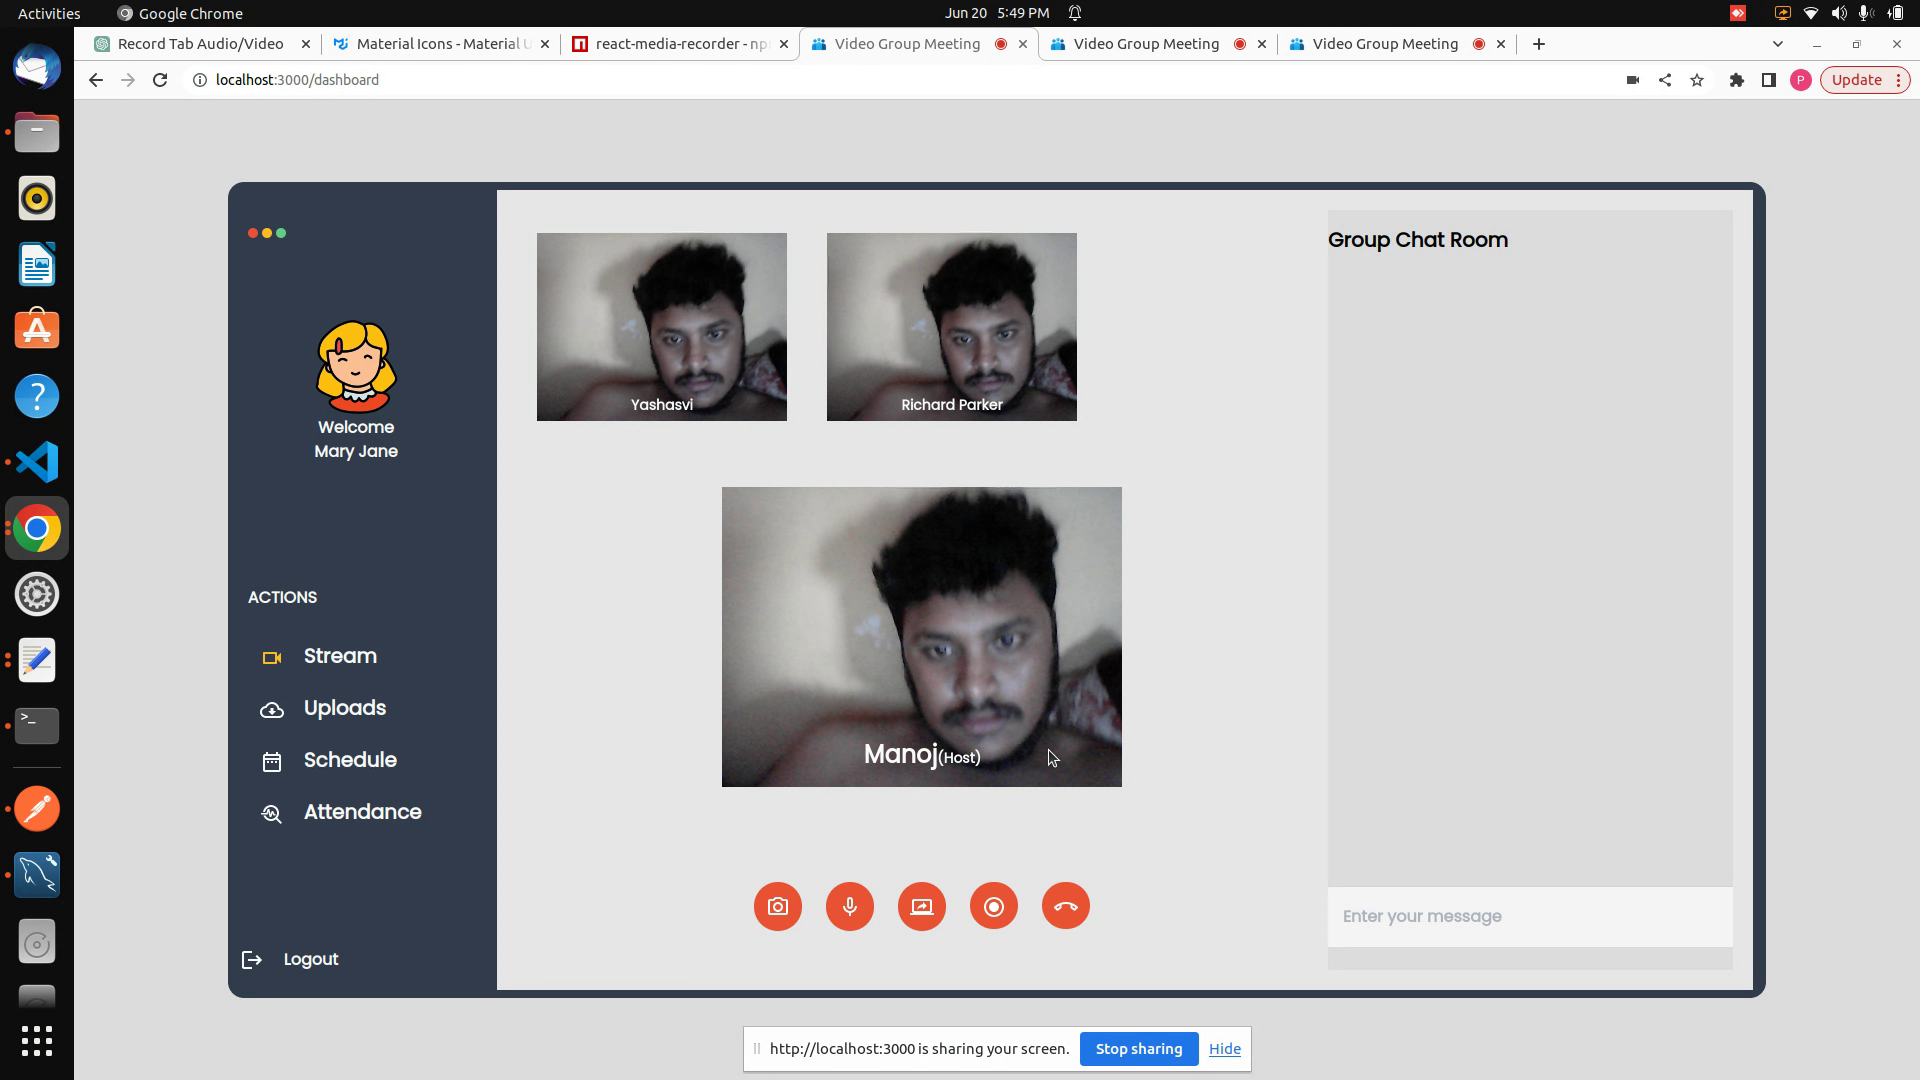 Activities
Google Chrome
Jun 20 5:49 PM
Record Tab Audio/Video
Material Icons - Material U
react-media-recorder - np
Video Group Meeting
Video Group Meeting
Video Group Meeting
localhost:3000/dashboard
P
Update
Welcome
Mary Jane
ACTIONS
Stream
Uploads
Schedule
Attendance
Logout
Yashasvi
Richard Parker
Manoj(Host)
Group Chat Room
Enter your message
http://localhost:3000 is sharing your screen.
Stop sharing
Hide